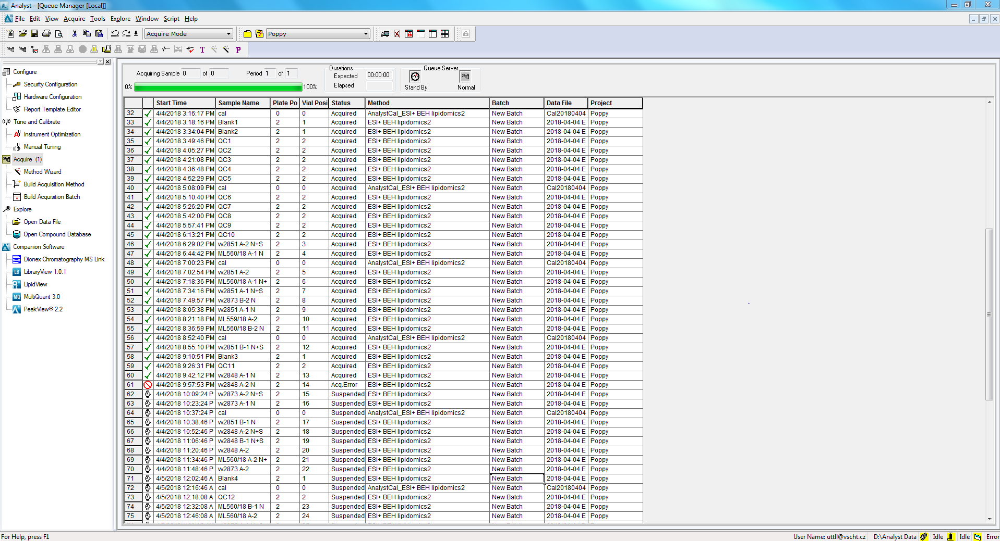 Analyst - [Queue Manager [Local]]
File Edit View Acquire Tools Explore Window Script Help
Acquire Mode Poppy
Configure
Security Configuration
Hardware Configuration
Report Template Editor
Tune and Calibrate
Instrument Optimization
Manual Tuning
Acquire (1)
Method Wizard
Build Acquisition Method
Build Acquisition Batch
Explore
Open Data File
Open Compound Database
Companion Software
Dionex Chromatography MS Link
LibraryView 1.0.1
LipidView
MultiQuant 3.0
PeakView® 2.2
Acquiring Sample 0 of 0 Period 1 of 1
0% 100%
Durations
Expected 00:00:00
Elapsed
Queue Server
Stand By Normal
Start Time Sample Name Plate Po Vial Posi Status Method Batch Data File Project
32 4/4/2018 3:16:17 PM cal 0 0 Acquired AnalystCal_ESI+ BEH lipidomics2 New Batch Cal20180404 Poppy
33 4/4/2018 3:18:16 PM Blank1 2 1 Acquired ESI+ BEH lipidomics2 New Batch 2018-04-04 E Poppy
34 4/4/2018 3:34:04 PM Blank2 2 1 Acquired ESI+ BEH lipidomics2 New Batch 2018-04-04 E Poppy
35 4/4/2018 3:49:46 PM QC1 2 2 Acquired ESI+ BEH lipidomics2 New Batch 2018-04-04 E Poppy
36 4/4/2018 4:05:27 PM QC2 2 2 Acquired ESI+ BEH lipidomics2 New Batch 2018-04-04 E Poppy
37 4/4/2018 4:21:08 PM QC3 2 2 Acquired ESI+ BEH lipidomics2 New Batch 2018-04-04 E Poppy
38 4/4/2018 4:36:48 PM QC4 2 2 Acquired ESI+ BEH lipidomics2 New Batch 2018-04-04 E Poppy
39 4/4/2018 4:52:29 PM QC5 2 2 Acquired ESI+ BEH lipidomics2 New Batch 2018-04-04 E Poppy
40 4/4/2018 5:08:09 PM cal 0 0 Acquired AnalystCal_ESI+ BEH lipidomics2 New Batch Cal20180404 Poppy
41 4/4/2018 5:10:40 PM QC6 2 2 Acquired ESI+ BEH lipidomics2 New Batch 2018-04-04 E Poppy
42 4/4/2018 5:26:20 PM QC7 2 2 Acquired ESI+ BEH lipidomics2 New Batch 2018-04-04 E Poppy
43 4/4/2018 5:42:00 PM QC8 2 2 Acquired ESI+ BEH lipidomics2 New Batch 2018-04-04 E Poppy
44 4/4/2018 5:57:41 PM QC9 2 2 Acquired ESI+ BEH lipidomics2 New Batch 2018-04-04 E Poppy
45 4/4/2018 6:13:21 PM QC10 2 2 Acquired ESI+ BEH lipidomics2 New Batch 2018-04-04 E Poppy
46 4/4/2018 6:29:02 PM w2851 A-2 N+S 2 3 Acquired ESI+ BEH lipidomics2 New Batch 2018-04-04 E Poppy
47 4/4/2018 6:44:42 PM ML560/18 A-1 N 2 4 Acquired ESI+ BEH lipidomics2 New Batch 2018-04-04 E Poppy
48 4/4/2018 7:00:23 PM cal 0 0 Acquired AnalystCal_ESI+ BEH lipidomics2 New Batch Cal20180404 Poppy
49 4/4/2018 7:02:54 PM w2851 A-2 2 5 Acquired ESI+ BEH lipidomics2 New Batch 2018-04-04 E Poppy
50 4/4/2018 7:18:36 PM ML560/18 A-1 N+ 2 6 Acquired ESI+ BEH lipidomics2 New Batch 2018-04-04 E Poppy
51 4/4/2018 7:34:16 PM w2851 A-1 N+S 2 7 Acquired ESI+ BEH lipidomics2 New Batch 2018-04-04 E Poppy
52 4/4/2018 7:49:57 PM w2873 B-2 N 2 8 Acquired ESI+ BEH lipidomics2 New Batch 2018-04-04 E Poppy
53 4/4/2018 8:05:38 PM w2851 A-1 N 2 9 Acquired ESI+ BEH lipidomics2 New Batch 2018-04-04 E Poppy
54 4/4/2018 8:21:18 PM ML559/18 A-2 2 10 Acquired ESI+ BEH lipidomics2 New Batch 2018-04-04 E Poppy
55 4/4/2018 8:36:59 PM ML560/18 B-2 N 2 11 Acquired ESI+ BEH lipidomics2 New Batch 2018-04-04 E Poppy
56 4/4/2018 8:52:40 PM cal 0 0 Acquired AnalystCal_ESI+ BEH lipidomics2 New Batch Cal20180404 Poppy
57 4/4/2018 8:55:10 PM w2851 B-1 N+S 2 12 Acquired ESI+ BEH lipidomics2 New Batch 2018-04-04 E Poppy
58 4/4/2018 9:10:51 PM Blank3 2 1 Acquired ESI+ BEH lipidomics2 New Batch 2018-04-04 E Poppy
59 4/4/2018 9:26:31 PM QC11 2 2 Acquired ESI+ BEH lipidomics2 New Batch 2018-04-04 E Poppy
60 4/4/2018 9:42:12 PM w2848 A-1 N 2 13 Acquired ESI+ BEH lipidomics2 New Batch 2018-04-04 E Poppy
61 4/4/2018 9:57:53 PM w2848 A-2 N 2 14 Acq.Error ESI+ BEH lipidomics2 New Batch 2018-04-04 E Poppy
62 4/4/2018 10:09:24 P w2873 A-2 N+S 2 15 Suspended ESI+ BEH lipidomics2 New Batch 2018-04-04 E Poppy
63 4/4/2018 10:23:24 P w2873 A-1 N 2 16 Suspended ESI+ BEH lipidomics2 New Batch 2018-04-04 E Poppy
64 4/4/2018 10:37:24 P cal 0 0 Suspended AnalystCal_ESI+ BEH lipidomics2 New Batch Cal20180404 Poppy
65 4/4/2018 10:38:46 P w2851 B-1 N 2 17 Suspended ESI+ BEH lipidomics2 New Batch 2018-04-04 E Poppy
66 4/4/2018 10:52:46 P w2848 A-2 N+S 2 18 Suspended ESI+ BEH lipidomics2 New Batch 2018-04-04 E Poppy
67 4/4/2018 11:06:46 P w2848 B-1 N+S 2 19 Suspended ESI+ BEH lipidomics2 New Batch 2018-04-04 E Poppy
68 4/4/2018 11:20:46 P w2848 A-2 2 20 Suspended ESI+ BEH lipidomics2 New Batch 2018-04-04 E Poppy
69 4/4/2018 11:34:46 P ML560/18 A-2 N+ 2 21 Suspended ESI+ BEH lipidomics2 New Batch 2018-04-04 E Poppy
70 4/4/2018 11:48:46 P w2873 A-2 2 22 Suspended ESI+ BEH lipidomics2 New Batch 2018-04-04 E Poppy
71 4/5/2018 12:02:46 A Blank4 2 1 Suspended ESI+ BEH lipidomics2 New Batch 2018-04-04 E Poppy
72 4/5/2018 12:16:46 A cal 0 0 Suspended AnalystCal_ESI+ BEH lipidomics2 New Batch Cal20180404 Poppy
73 4/5/2018 12:18:08 A QC12 2 2 Suspended ESI+ BEH lipidomics2 New Batch 2018-04-04 E Poppy
74 4/5/2018 12:32:08 A ML560/18 B-1 N 2 23 Suspended ESI+ BEH lipidomics2 New Batch 2018-04-04 E Poppy
75 4/5/2018 12:46:08 A ML560/18 A-2 2 24 Suspended ESI+ BEH lipidomics2 New Batch 2018-04-04 E Poppy
For Help, press F1 User Name: uttll@vscht.cz D:\Analyst Data Idle Idle Error